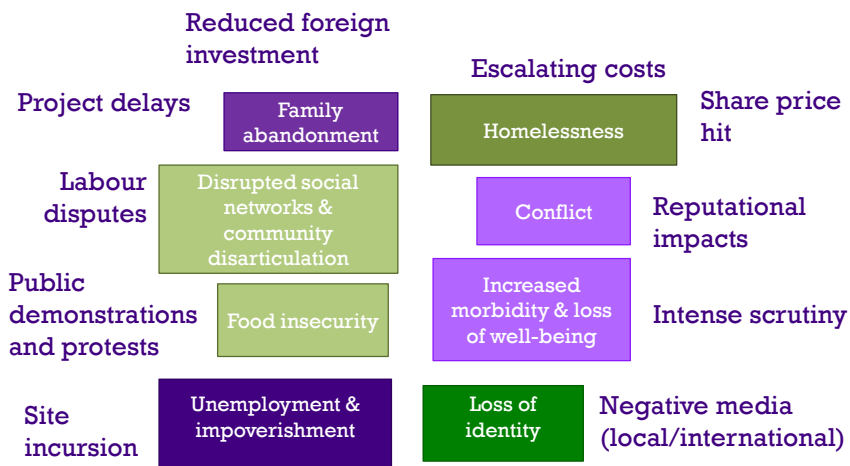 Reduced foreign
investment
Escalating costs
Project delays
Family
abandonment
Homelessness
Share price
hit
Labour
disputes
Disrupted social
networks &
community
disarticulation
Conflict
Reputational
impacts
Public
demonstrations
and protests
Food insecurity
Increased
morbidity & loss
of well-being
Intense scrutiny
Site
incursion
Unemployment &
impoverishment
Loss of
identity
Negative media
(local/international)